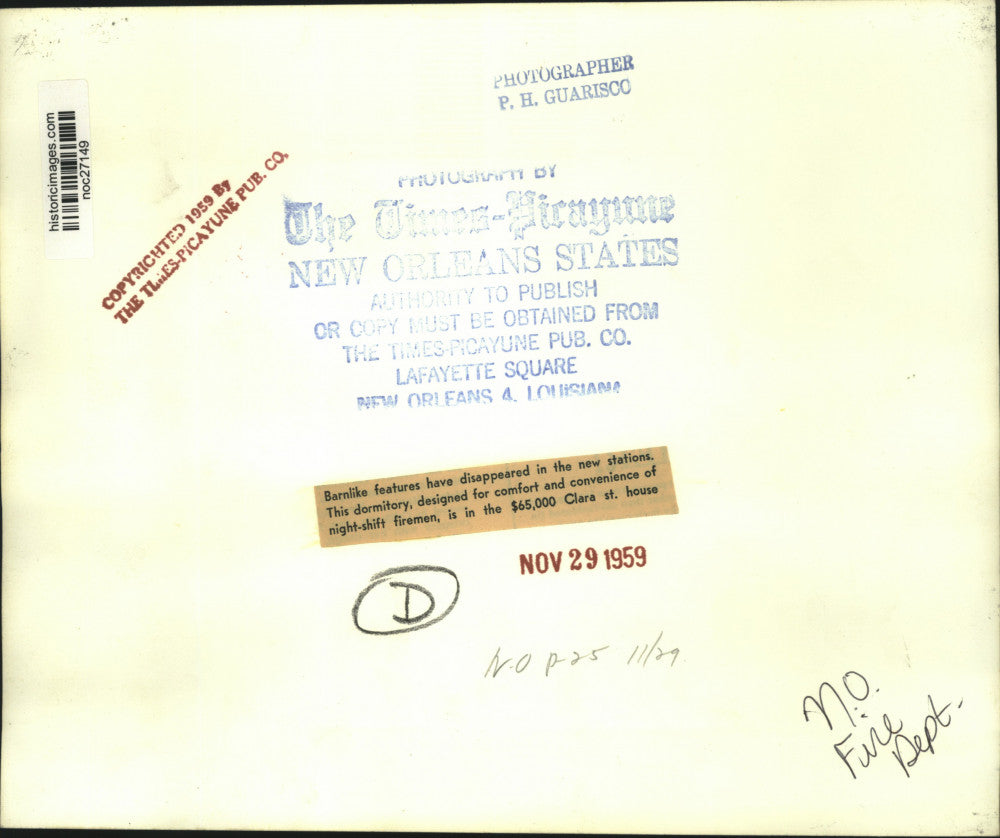 PHOTOGRAPHER
P. H. GUARISCO
historicimages.com
noc27149
COPYRIGHTED 1959 BY
THE TIMES-PICAYUNE PUB. CO.
PHOTOGRAPH BY
The Times-Picayune
NEW ORLEANS STATES
AUTHORITY TO PUBLISH
OR COPY MUST BE OBTAINED FROM
THE TIMES-PICAYUNE PUB. CO.
LAFAYETTE SQUARE
NEW ORLEANS 4, LOUISIANA
Barnlike features have disappeared in the new stations.
This dormitory, designed for comfort and convenience of
night-shift firemen, is in the $65,000 Clara st. house
NOV 29 1959
D
N O p25 11/29
N.O.
Fire
Dept.